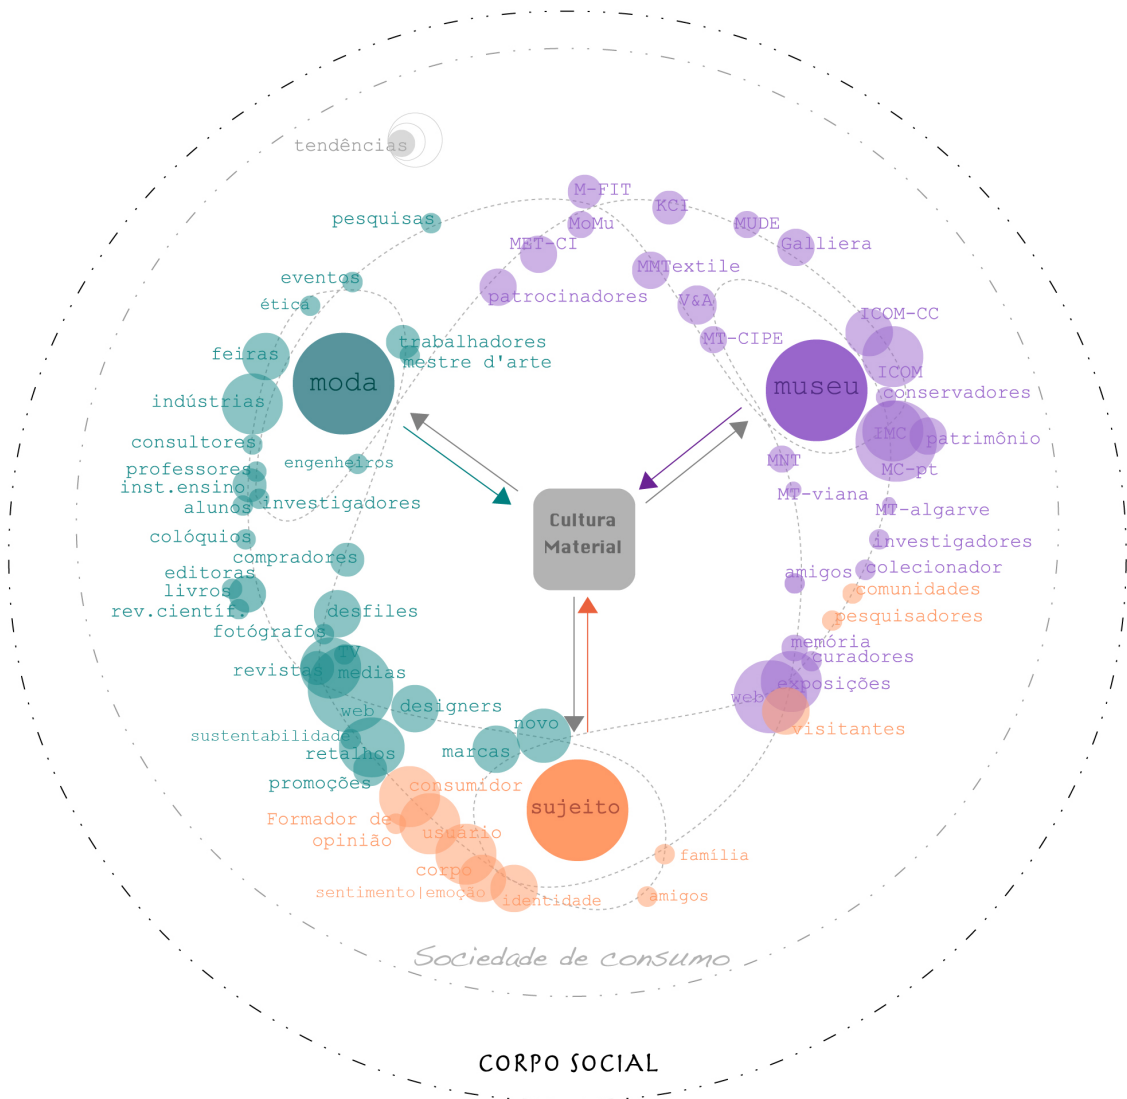 tendências
M-FIT
KCI
pesquisas
MoMu
MUDE
MET-CI
Galliera
MMTextile
eventos
patrocinadores
V&A
ética
ICOM-CC
trabalhadores
MT-CIPE
feiras
mestre d'arte
ICOM
moda
museu
conservadores
indústrias
IMC
patrimônio
consultores
engenheiros
MNT
professores
MC-pt
inst.ensino
MT-viana
investigadores
alunos
MT-algarve
Cultura
Material
colóquios
investigadores
compradores
colecionador
editoras
amigos
livros
comunidades
rev.cientif.
desfiles
pesquisadores
fotógrafos
memória
TV
curadores
revistas
medias
exposições
web
designers
web
novo
visitantes
sustentabilidade
retalhos
marcas
promoções
consumidor
sujeito
Formador de
opinião
usuário
família
corpo
sentimento|emoção
identidade
amigos
Sociedade de consumo
CORPO SOCIAL